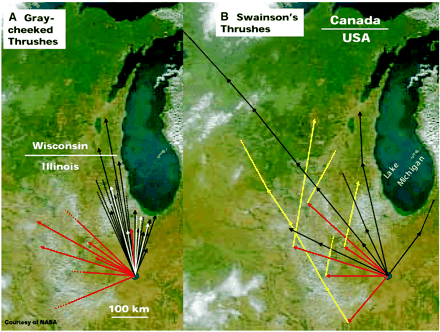 A Gray-
cheeked
Thrushes
Wisconsin
Illinois
100 km
Courtesy of NASA
B Swainson's
Thrushes
Canada
USA
Lake
Michigan